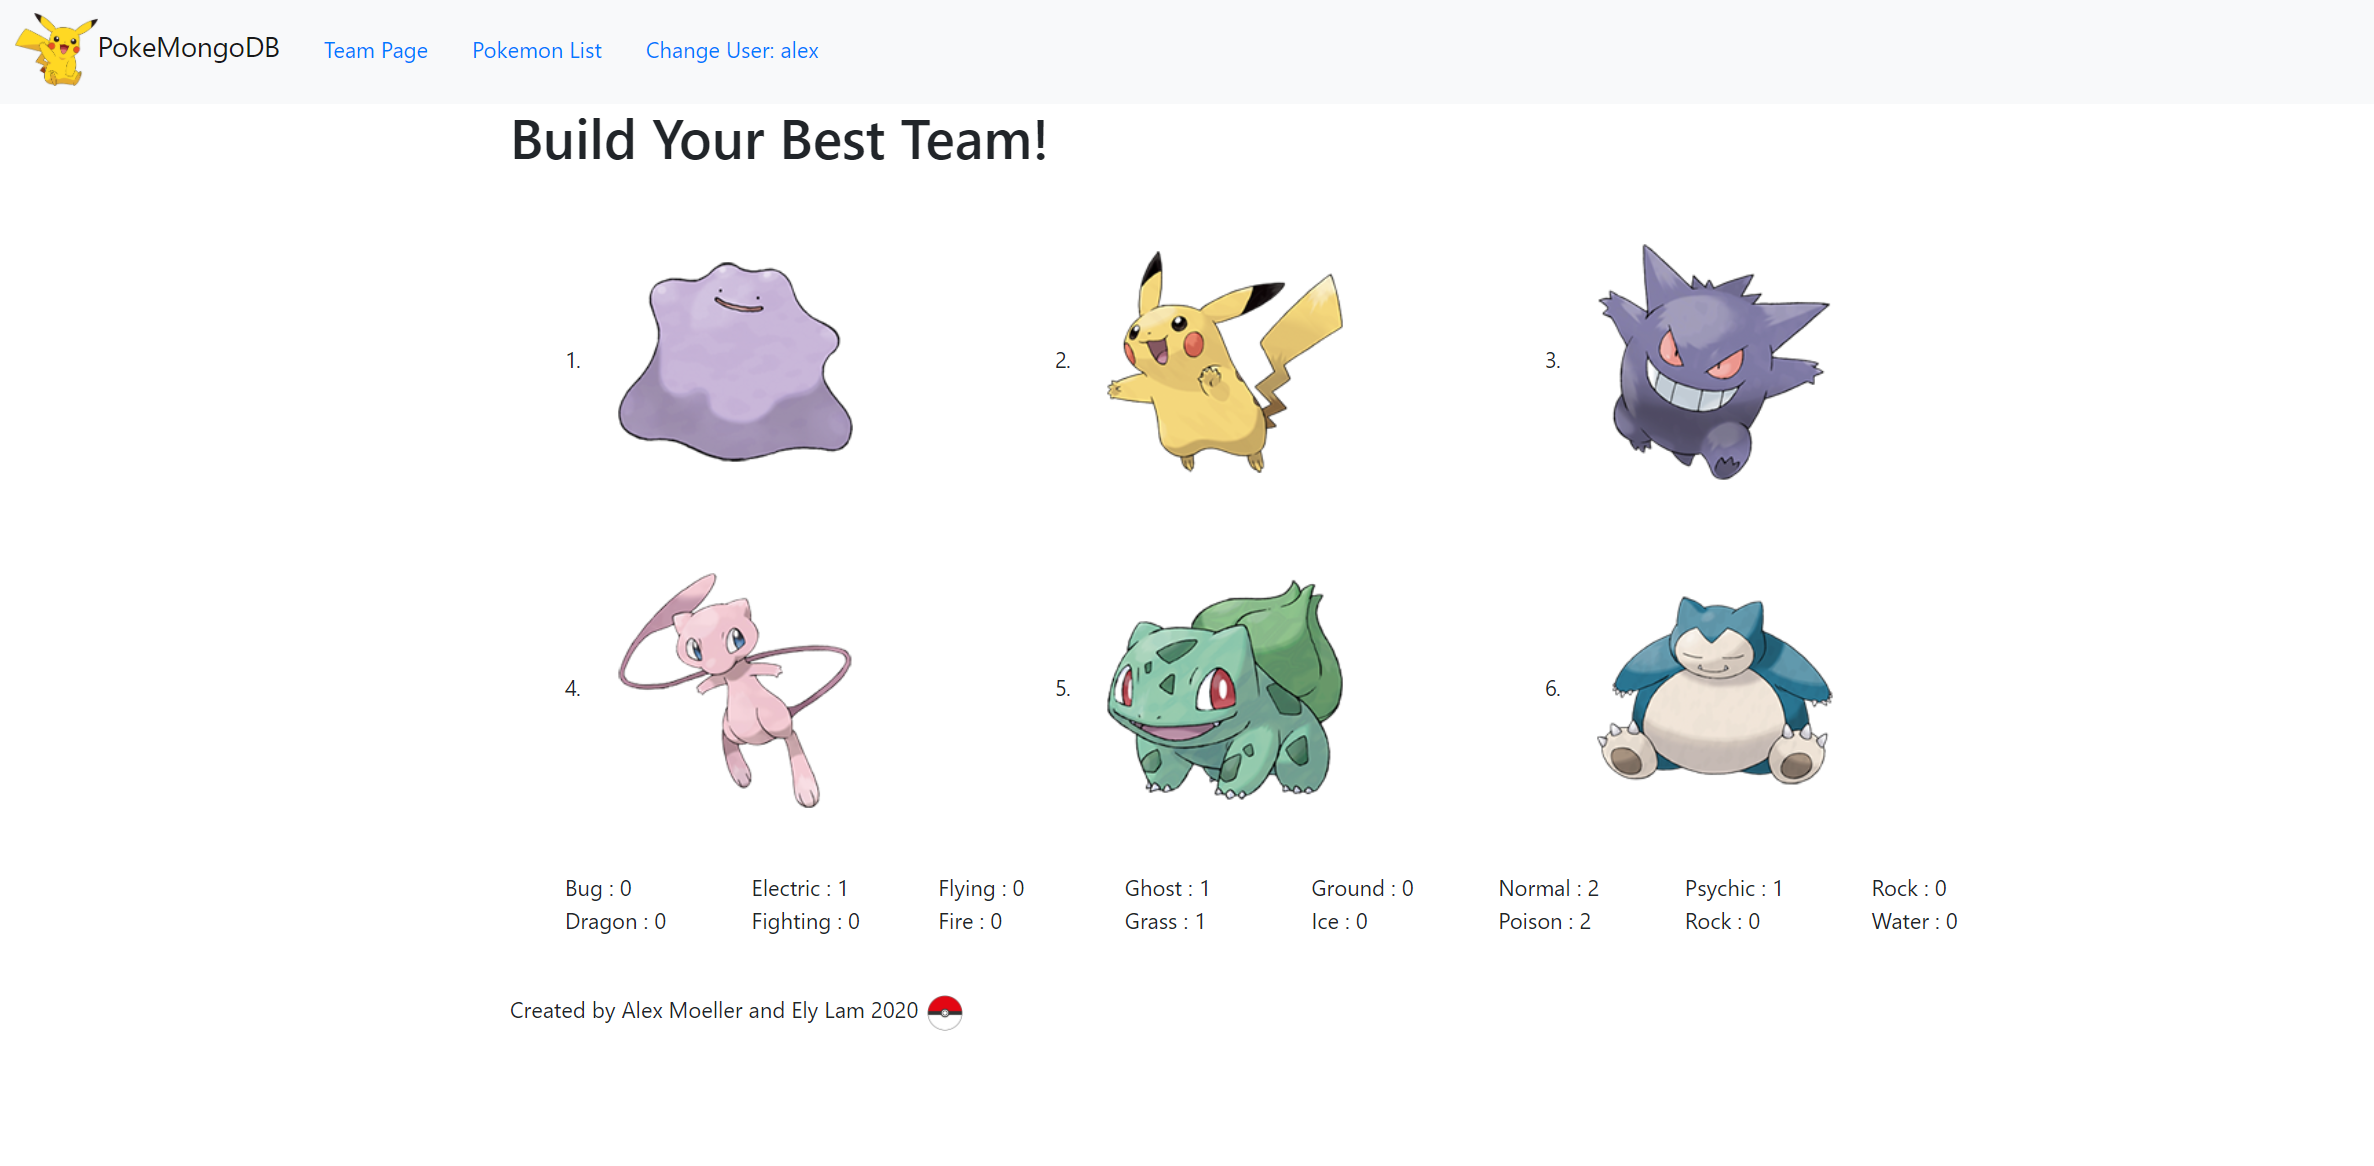 PokeMongoDB Team Page Pokemon List Change User: alex
Build Your Best Team!
1. 2. 3.
4. 5. 6.
Bug : 0 Electric : 1 Flying : 0 Ghost : 1 Ground : 0 Normal : 2 Psychic : 1 Rock : 0
Dragon : 0 Fighting : 0 Fire : 0 Grass : 1 Ice : 0 Poison : 2 Rock : 0 Water : 0
Created by Alex Moeller and Ely Lam 2020